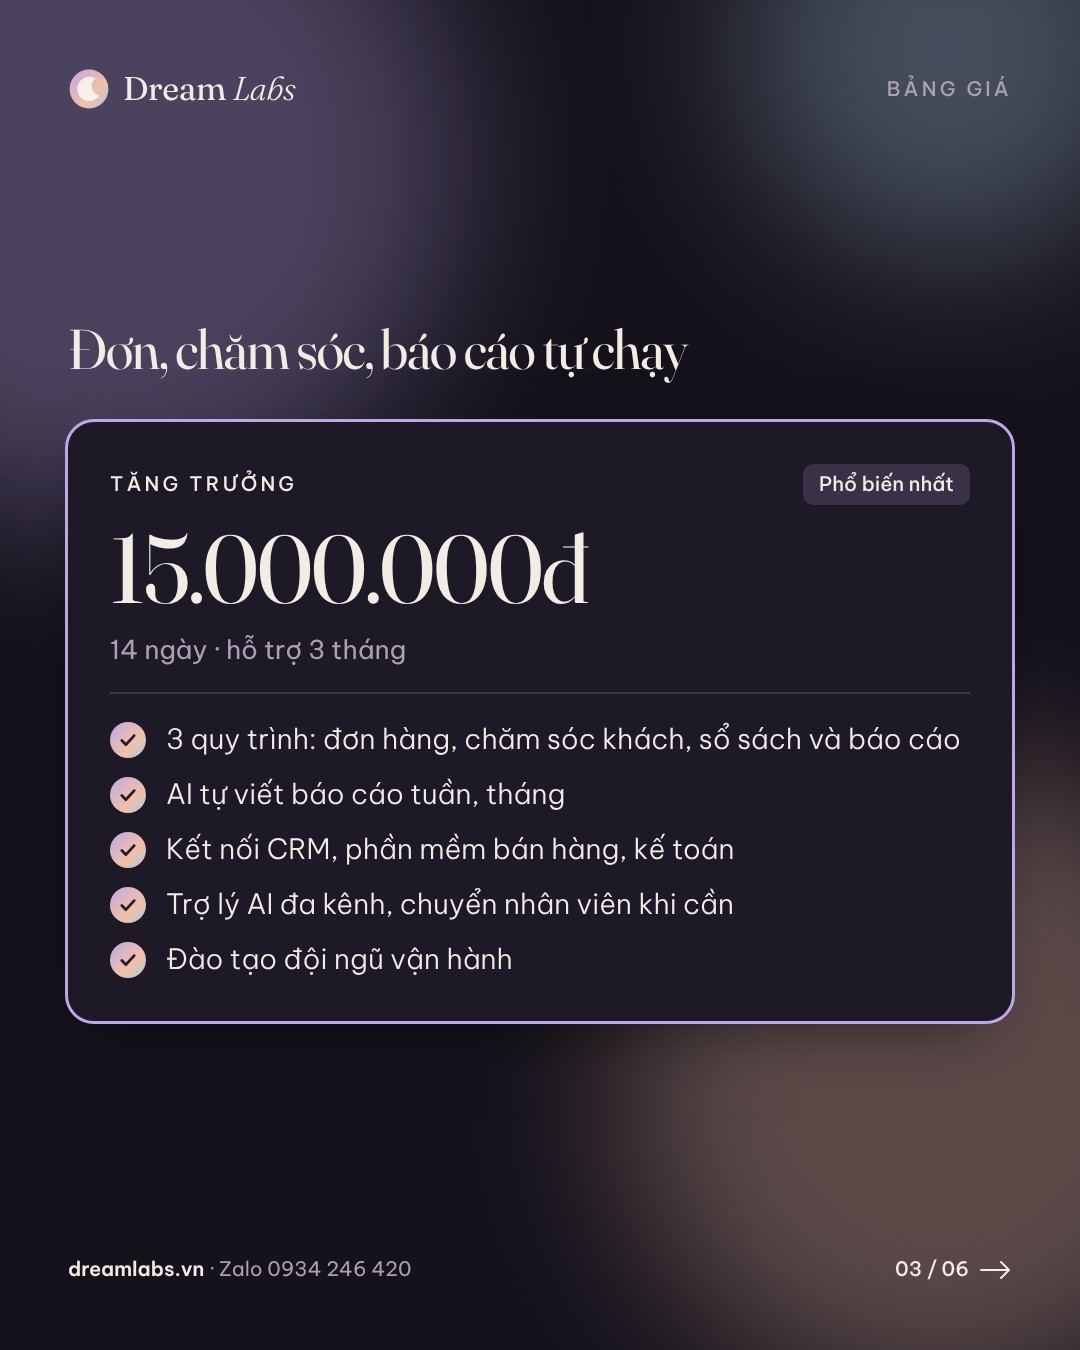 Dream Labs
BẢNG GIÁ
Đơn, chăm sóc, báo cáo tự chạy
TĂNG TRƯỞNG
Phổ biến nhất
15.000.000đ
14 ngày · hỗ trợ 3 tháng
3 quy trình: đơn hàng, chăm sóc khách, sổ sách và báo cáo
AI tự viết báo cáo tuần, tháng
Kết nối CRM, phần mềm bán hàng, kế toán
Trợ lý AI đa kênh, chuyển nhân viên khi cần
Đào tạo đội ngũ vận hành
dreamlabs.vn · Zalo 0934 246 420
03 / 06 →